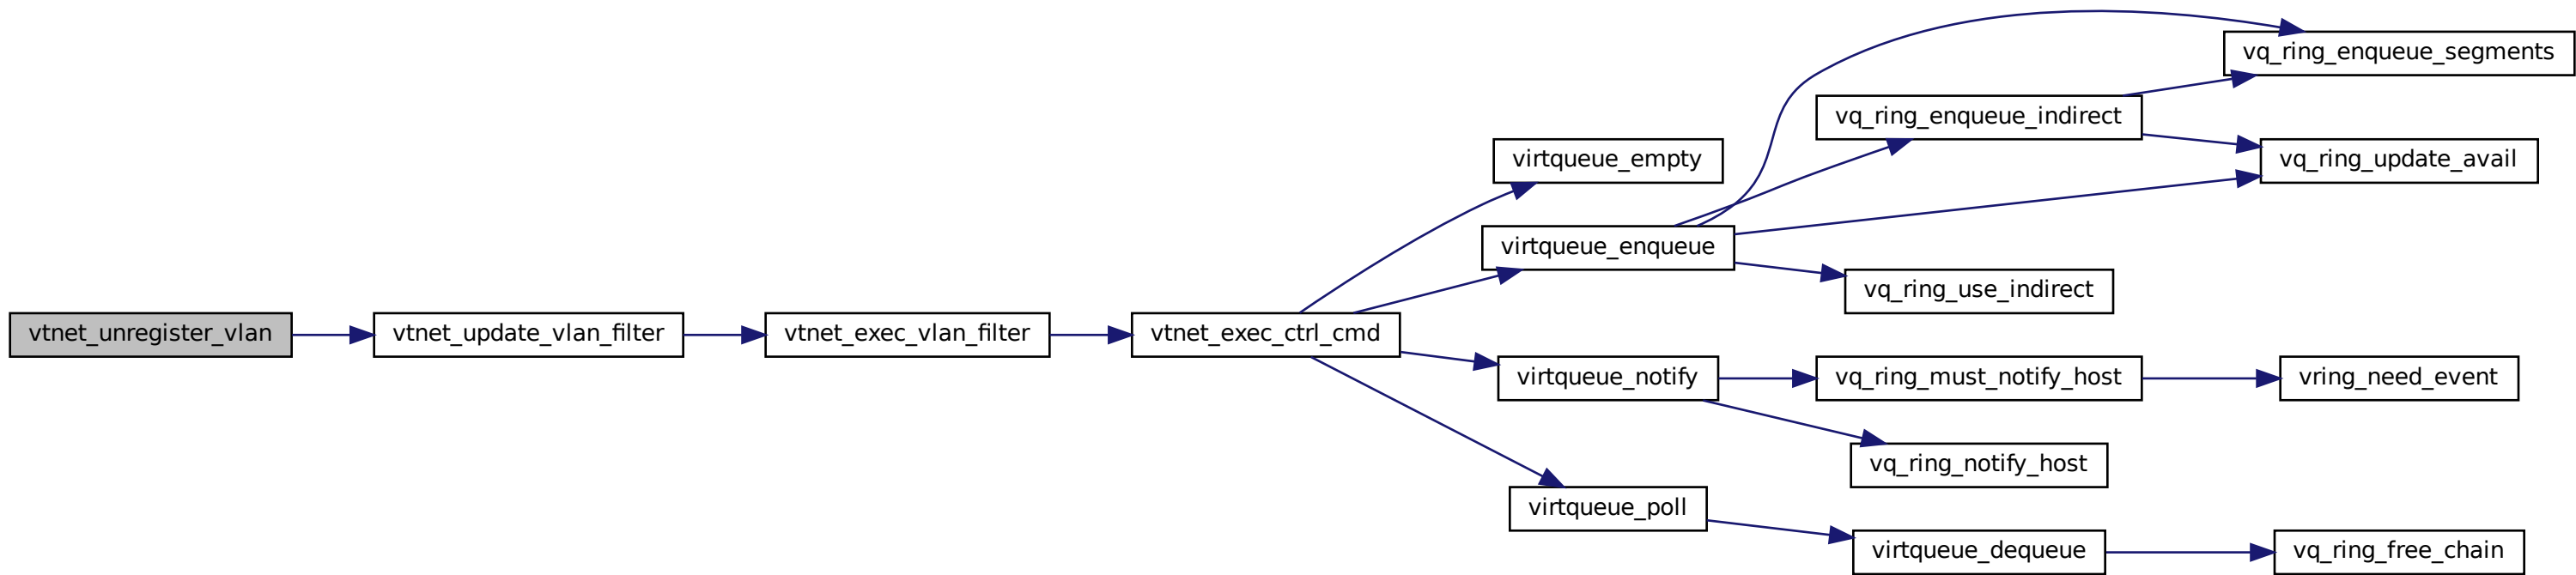 vq_ring_enqueue_segments
vq_ring_enqueue_indirect
virtqueue_empty
vq_ring_update_avail
virtqueue_enqueue
vq_ring_use_indirect
vtnet_unregister_vlan
vtnet_update_vlan_filter
vtnet_exec_vlan_filter
vtnet_exec_ctrl_cmd
virtqueue_notify
vq_ring_must_notify_host
vring_need_event
vq_ring_notify_host
virtqueue_poll
virtqueue_dequeue
vq_ring_free_chain